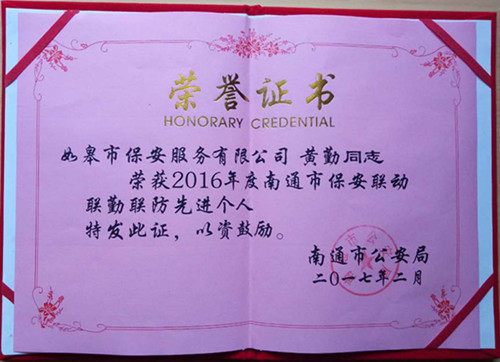 荣誉证书
HONORARY CREDENTIAL
如皋市保安服务有限公司 黄勤同志
荣获2016年度南通市保安联动
联勤联防先进个人
特发此证，以资鼓励。
南通市公安局
二〇一七年二月